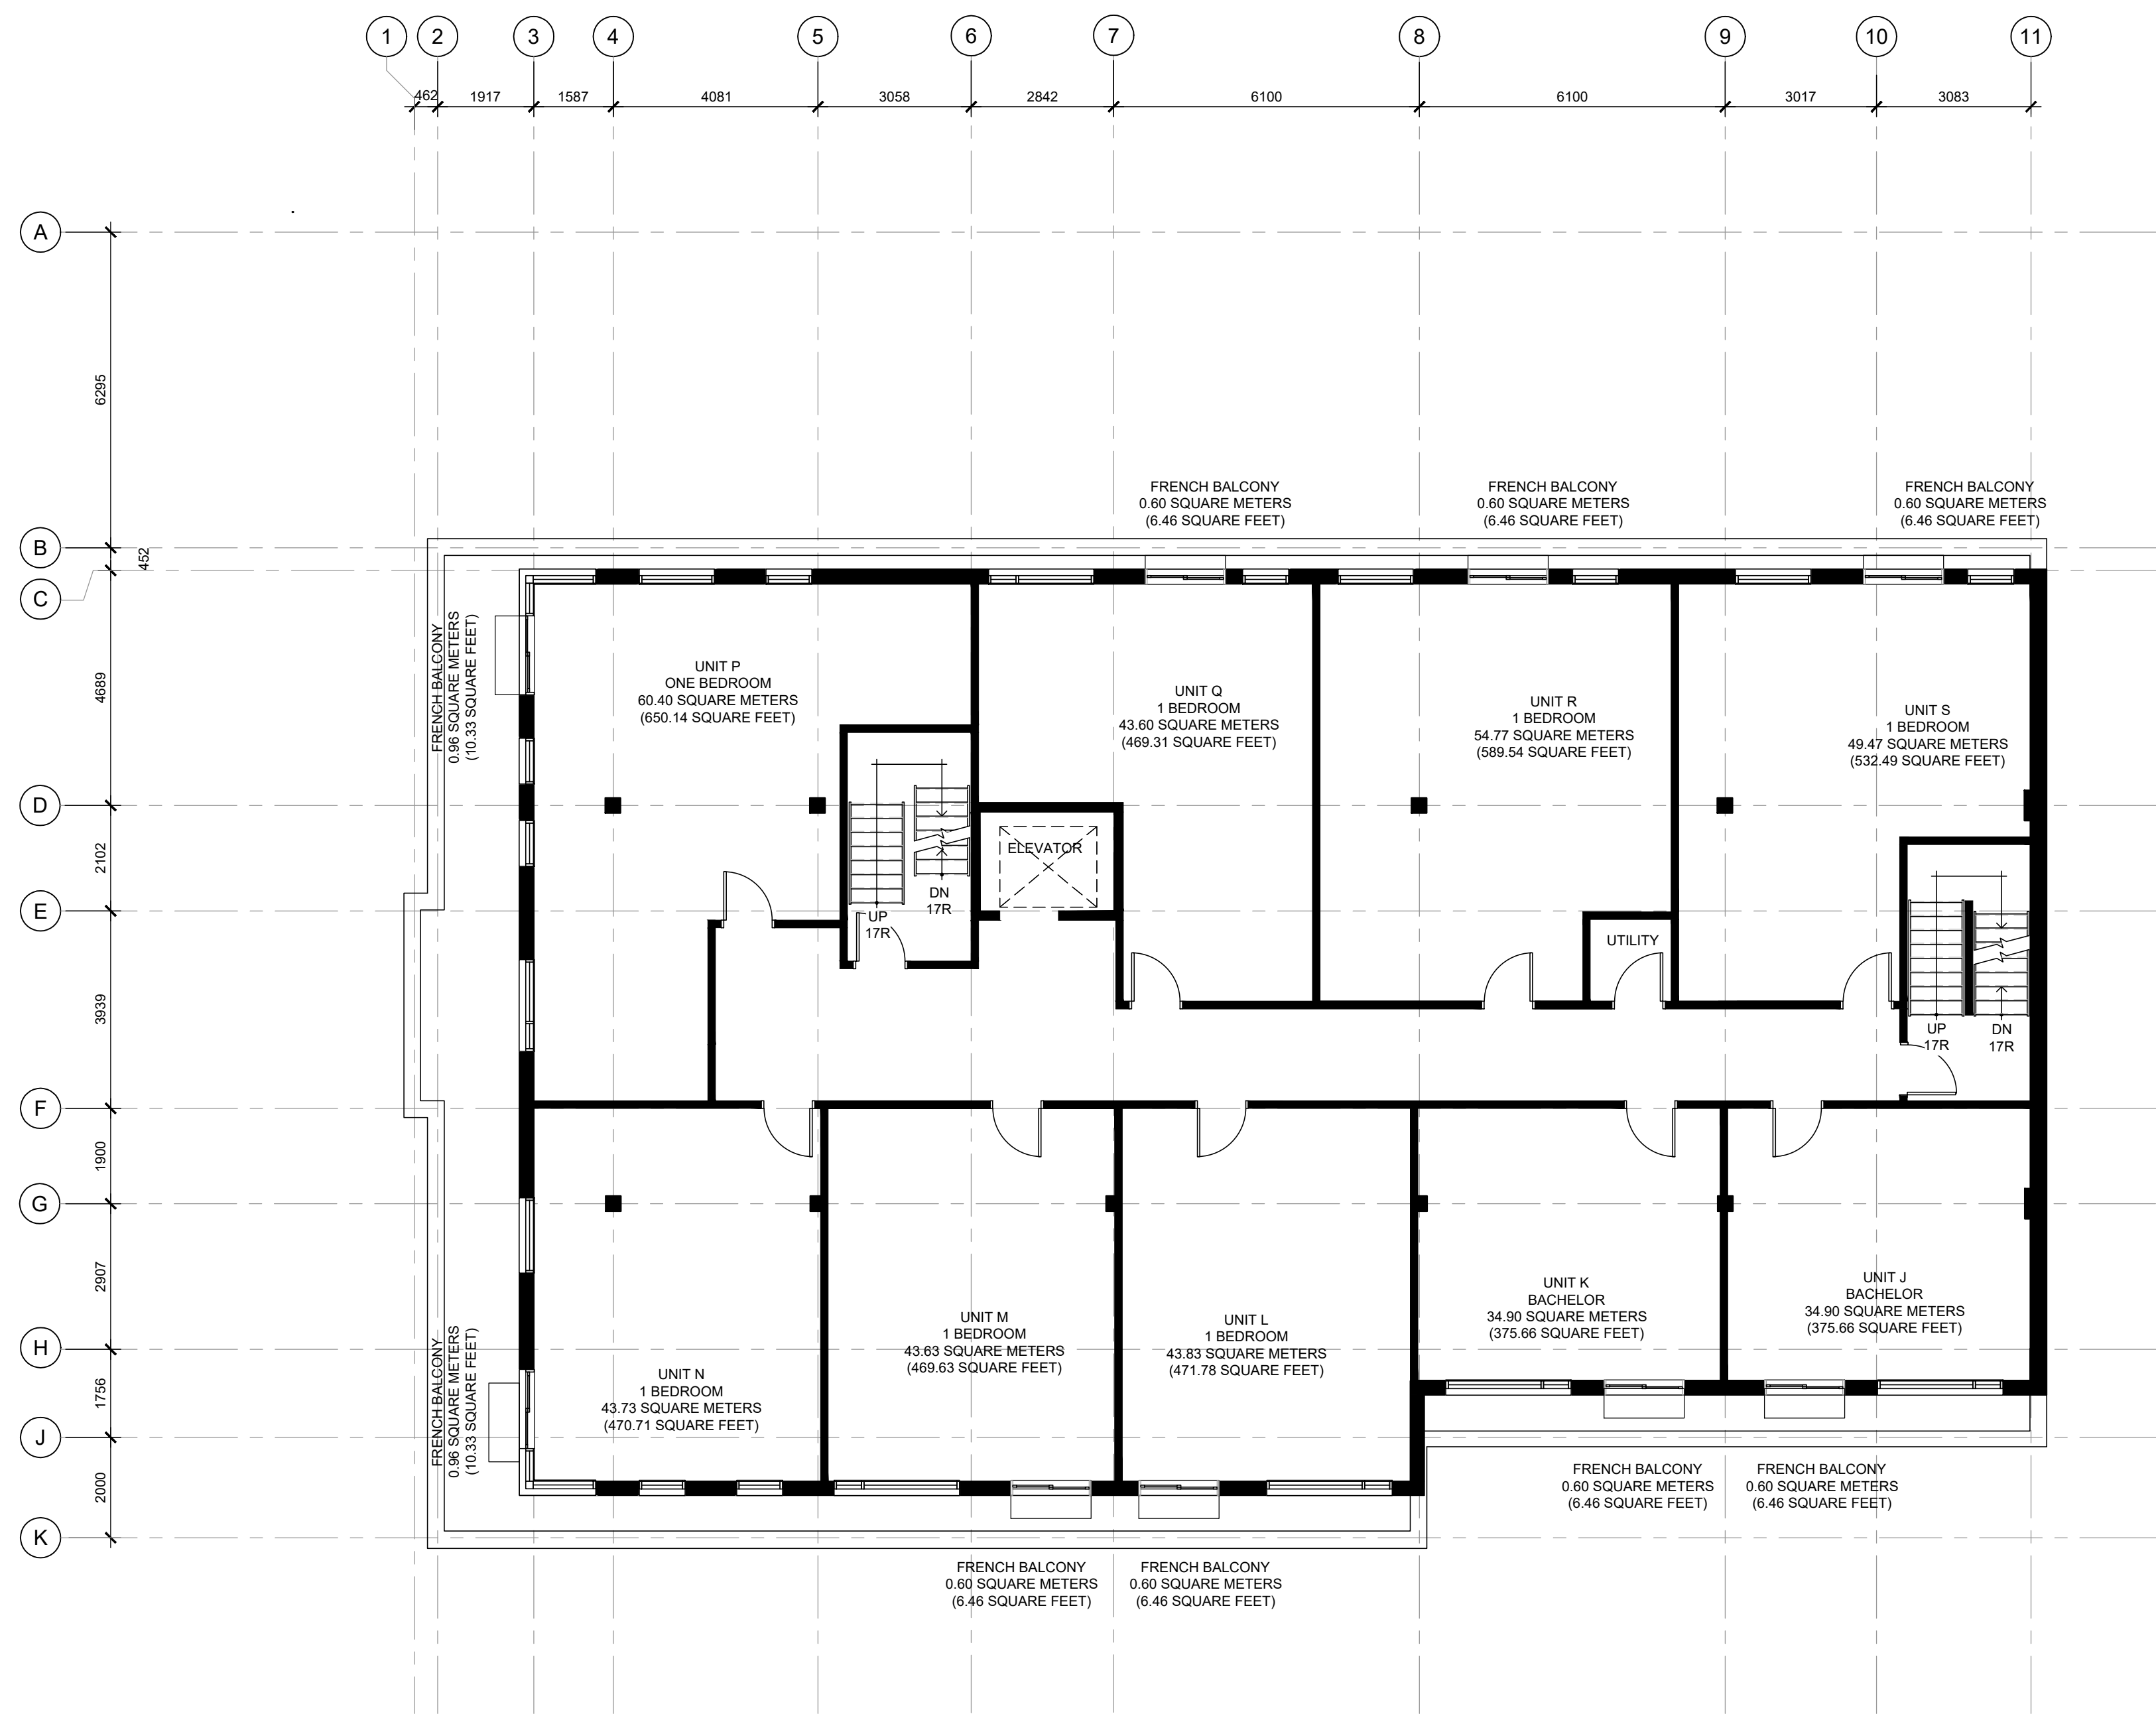 1 2 3 4 5 6 7 8 9 10 11
462 1917 1587 4081 3058 2842 6100 6100 3017 3083
A
6295
B
452
C
4689
D
2102
E
3939
F
1900
G
2907
H
1756
J
2000
K
FRENCH BALCONY
0.60 SQUARE METERS
(6.46 SQUARE FEET)
FRENCH BALCONY
0.60 SQUARE METERS
(6.46 SQUARE FEET)
FRENCH BALCONY
0.60 SQUARE METERS
(6.46 SQUARE FEET)
FRENCH BALCONY
0.96 SQUARE METERS
(10.33 SQUARE FEET)
UNIT P
ONE BEDROOM
60.40 SQUARE METERS
(650.14 SQUARE FEET)
UNIT Q
1 BEDROOM
43.60 SQUARE METERS
(469.31 SQUARE FEET)
UNIT R
1 BEDROOM
54.77 SQUARE METERS
(589.54 SQUARE FEET)
UNIT S
1 BEDROOM
49.47 SQUARE METERS
(532.49 SQUARE FEET)
ELEVATOR
DN
17R
UP
17R
UTILITY
UP
17R
DN
17R
FRENCH BALCONY
0.96 SQUARE METERS
(10.33 SQUARE FEET)
UNIT N
1 BEDROOM
43.73 SQUARE METERS
(470.71 SQUARE FEET)
UNIT M
1 BEDROOM
43.63 SQUARE METERS
(469.63 SQUARE FEET)
UNIT L
1 BEDROOM
43.83 SQUARE METERS
(471.78 SQUARE FEET)
UNIT K
BACHELOR
34.90 SQUARE METERS
(375.66 SQUARE FEET)
UNIT J
BACHELOR
34.90 SQUARE METERS
(375.66 SQUARE FEET)
FRENCH BALCONY
0.60 SQUARE METERS
(6.46 SQUARE FEET)
FRENCH BALCONY
0.60 SQUARE METERS
(6.46 SQUARE FEET)
FRENCH BALCONY
0.60 SQUARE METERS
(6.46 SQUARE FEET)
FRENCH BALCONY
0.60 SQUARE METERS
(6.46 SQUARE FEET)